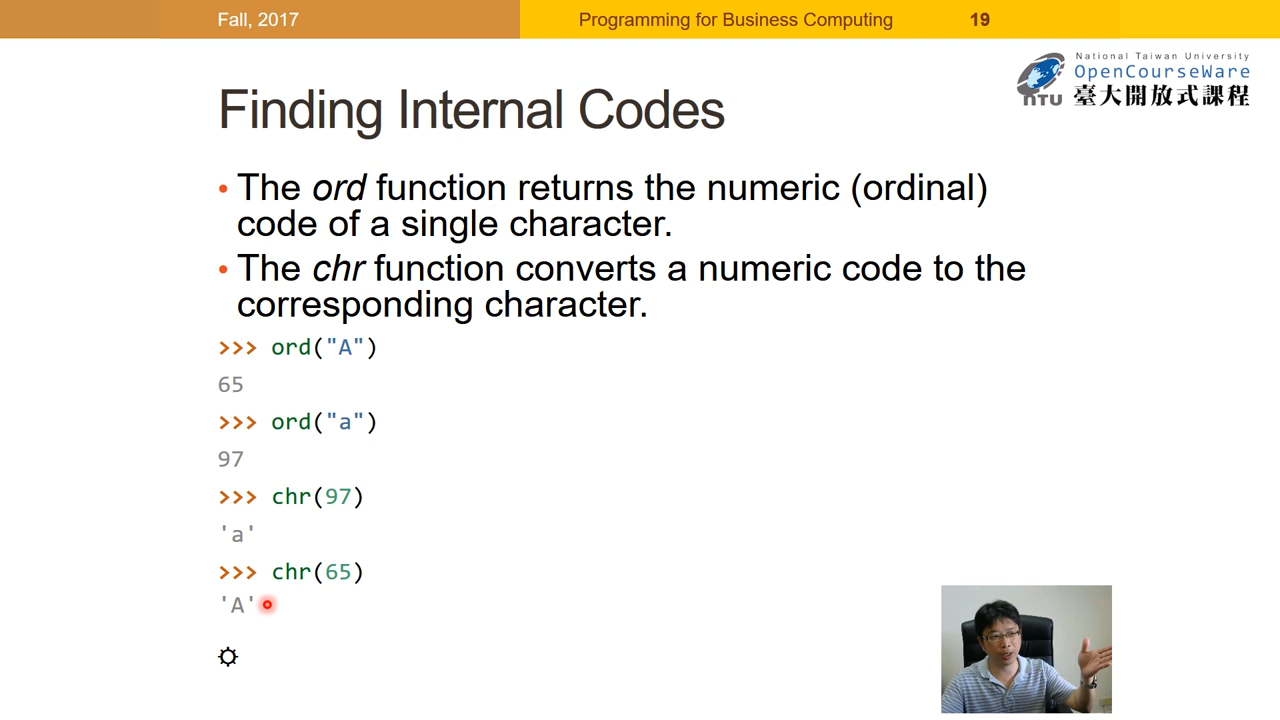 Fall, 2017
Programming for Business Computing
19
National Taiwan University
OpenCourseWare
NTU
臺大開放式課程
Finding Internal Codes
• The ord function returns the numeric (ordinal)
code of a single character.
• The chr function converts a numeric code to the
corresponding character.
>>> ord("A")
65
>>> ord("a")
97
>>> chr(97)
'a'
>>> chr(65)
'A'